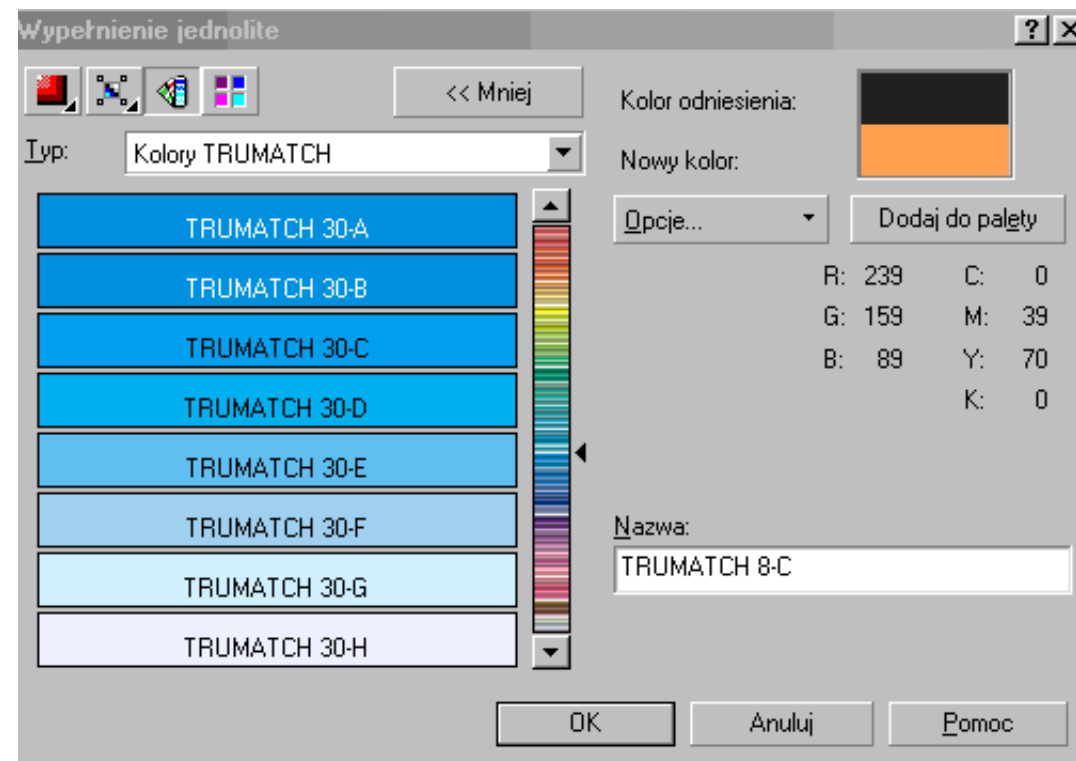 Wypełnienie jednolite
<< Mniej
Typ: Kolory TRUMATCH
TRUMATCH 30-A
TRUMATCH 30-B
TRUMATCH 30-C
TRUMATCH 30-D
TRUMATCH 30-E
TRUMATCH 30-F
TRUMATCH 30-G
TRUMATCH 30-H
Kolor odniesienia:
Nowy kolor:
Opcje... Dodaj do palety
R: 239 C: 0
G: 159 M: 39
B: 89 Y: 70
K: 0
Nazwa:
TRUMATCH 8-C
OK Anuluj Pomoc